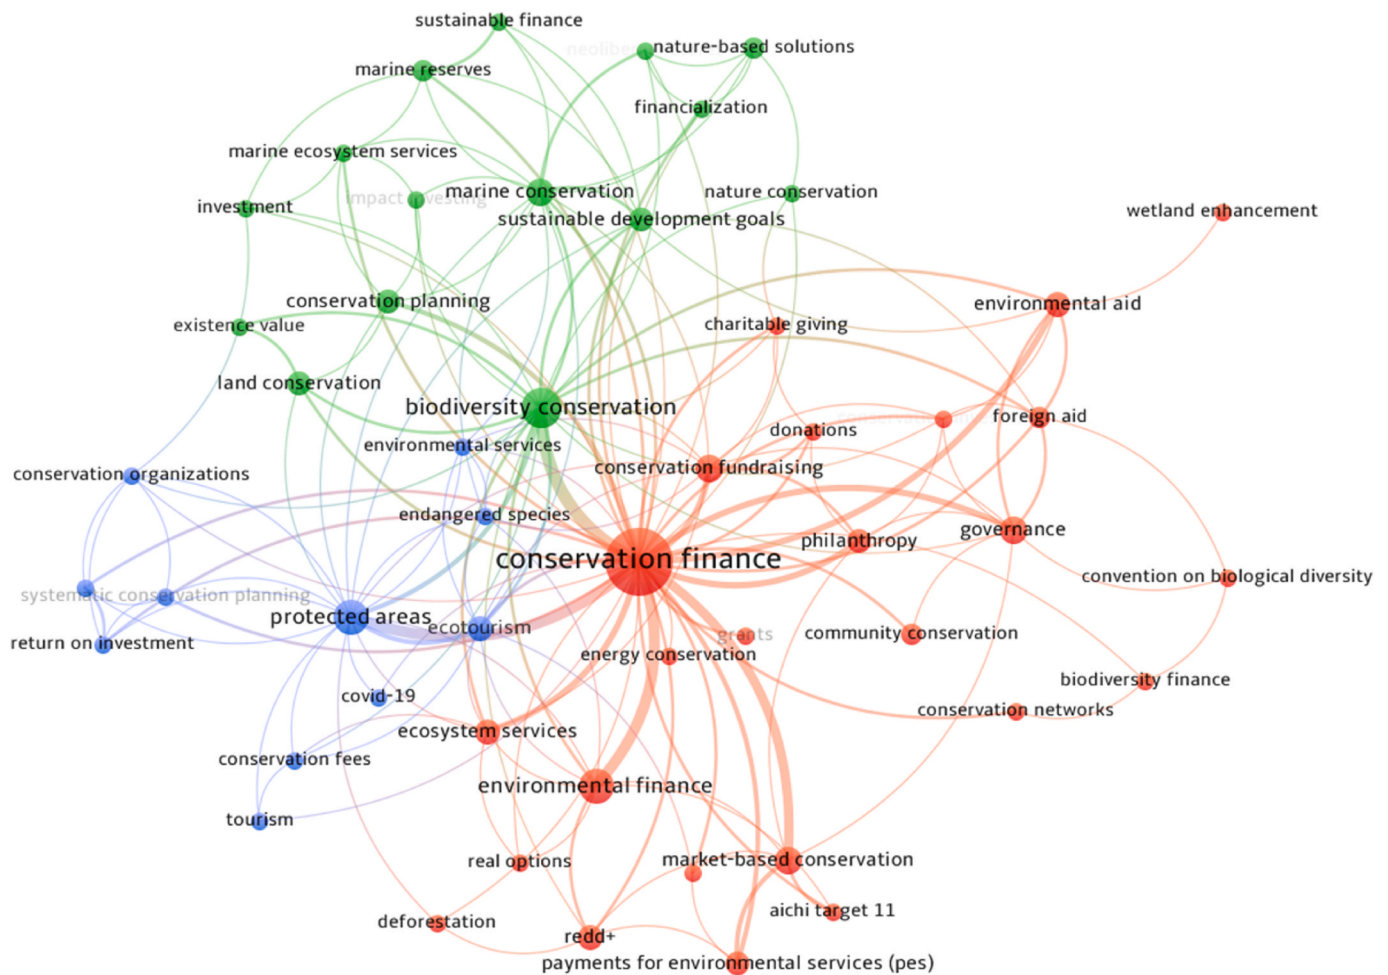 sustainable finance
nature-based solutions
marine reserves
financialization
marine ecosystem services
marine conservation
nature conservation
impact investing
investment
sustainable development goals
wetland enhancement
conservation planning
environmental aid
existence value
charitable giving
land conservation
biodiversity conservation
foreign aid
donations
environmental services
conservation fundraising
conservation organizations
endangered species
governance
philanthropy
conservation finance
convention on biological diversity
systematic conservation planning
protected areas
ecotourism
grants
community conservation
return on investment
energy conservation
biodiversity finance
covid-19
conservation networks
ecosystem services
conservation fees
environmental finance
tourism
real options
market-based conservation
aichi target 11
deforestation
redd+
payments for environmental services (pes)